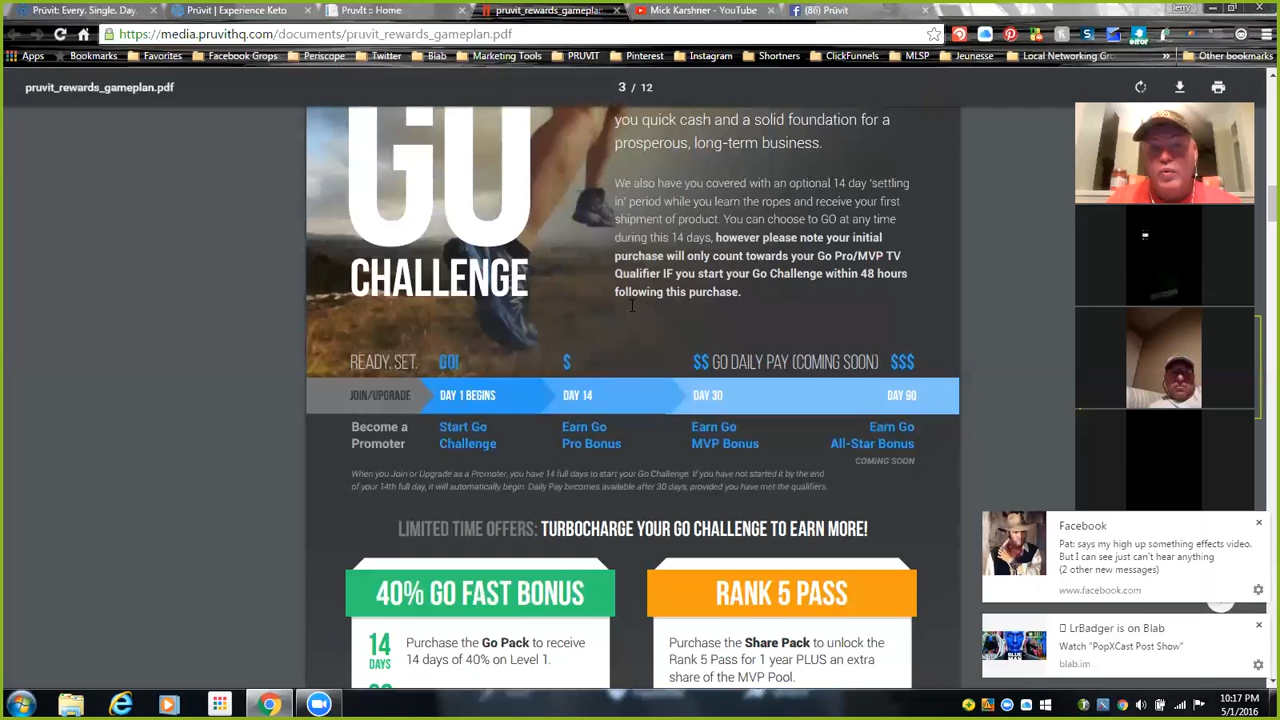 Prüvit: Every. Single. Day.
Prüvit | Experience Keto
PruvIt :: Home
pruvit_rewards_gameplan
Mick Karshner - YouTube
(86) Prüvit
Jerry
https://media.pruvithq.com/documents/pruvit_rewards_gameplan.pdf
Apps Bookmarks Favorites Facebook Grops Periscope Twitter Blab Marketing Tools PRUVIT Pinterest Instagram Shortners ClickFunnels MLSP Jeunesse Local Networking Gro » Other bookmarks
pruvit_rewards_gameplan.pdf
3 / 12
GO
CHALLENGE
you quick cash and a solid foundation for a
prosperous, long-term business.
We also have you covered with an optional 14 day 'settling
in' period while you learn the ropes and receive your first
shipment of product. You can choose to GO at any time
during this 14 days, however please note your initial
purchase will only count towards your Go Pro/MVP TV
Qualifier IF you start your Go Challenge within 48 hours
following this purchase.
READY. SET. GO! $ $$ GO DAILY PAY (COMING SOON) $$$
JOIN/UPGRADE DAY 1 BEGINS DAY 14 DAY 30 DAY 90
Become a Start Go Earn Go Earn Go Earn Go
Promoter Challenge Pro Bonus MVP Bonus All-Star Bonus
COMING SOON
When you Join or Upgrade as a Promoter, you have 14 full days to start your Go Challenge. If you have not started it by the end
of your 14th full day, it will automatically begin. Daily Pay becomes available after 30 days, provided you have met the qualifiers.
LIMITED TIME OFFERS: TURBOCHARGE YOUR GO CHALLENGE TO EARN MORE!
40% GO FAST BONUS
14
DAYS
Purchase the Go Pack to receive
14 days of 40% on Level 1.
RANK 5 PASS
Purchase the Share Pack to unlock the
Rank 5 Pass for 1 year PLUS an extra
share of the MVP Pool.
Facebook
Pat: says my high up something effects video.
But I can see just can't hear anything
(2 other new messages)
www.facebook.com
LrBadger is on Blab
Watch "PopXCast Post Show"
blab.im
10:17 PM
5/1/2016